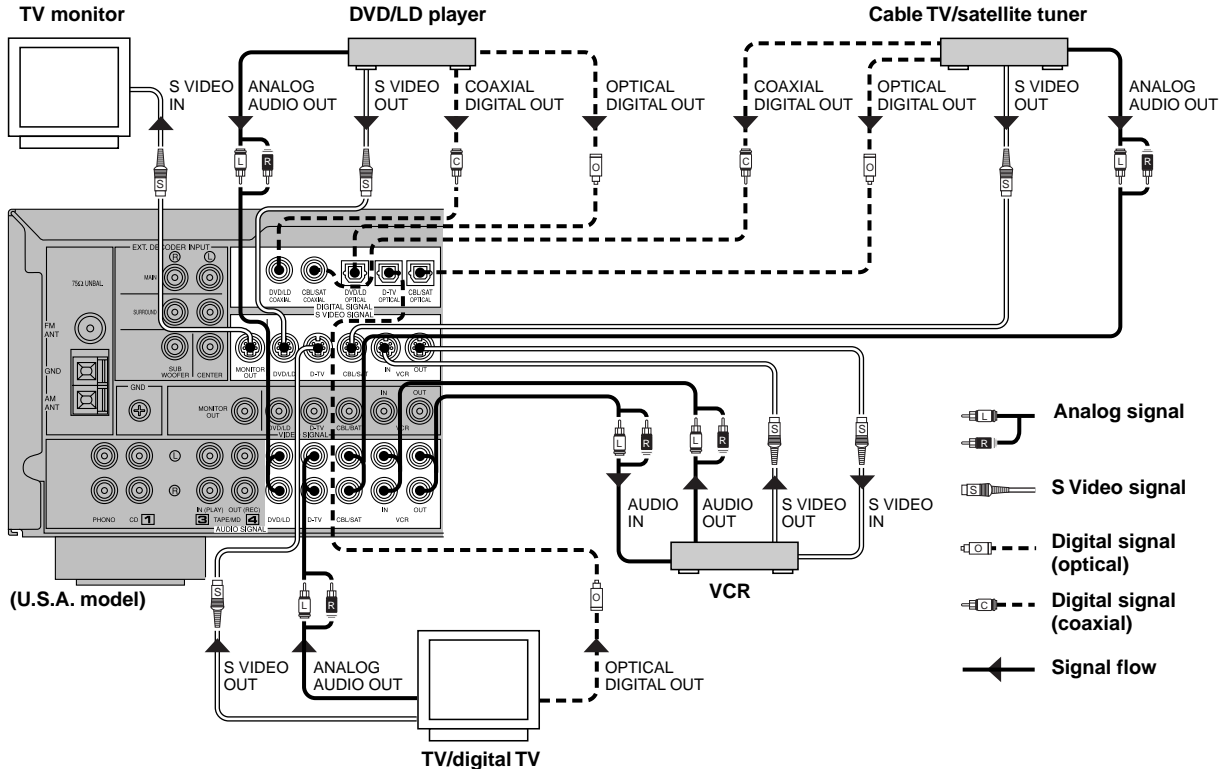 TV monitor
DVD/LD player
Cable TV/satellite tuner
S VIDEO
IN
ANALOG
AUDIO OUT
S VIDEO
OUT
COAXIAL
DIGITAL OUT
OPTICAL
DIGITAL OUT
COAXIAL
DIGITAL OUT
OPTICAL
DIGITAL OUT
S VIDEO
OUT
ANALOG
AUDIO OUT
S
L
R
S
C
O
C
O
S
L
R
EXT. DECODER INPUT
R
L
MAIN
SURROUND
SUB
WOOFER
CENTER
75Ω UNBAL.
FM
ANT
GND
AM
ANT
GND
DVD/LD
COAXIAL
CBL/SAT
COAXIAL
DVD/LD
OPTICAL
D-TV
OPTICAL
CBL/SAT
OPTICAL
DIGITAL SIGNAL
S VIDEO SIGNAL
MONITOR
OUT
DVD/LD
D-TV
CBL/SAT
IN
VCR
OUT
MONITOR
OUT
DVD/LD
D-TV
CBL/SAT
IN
VCR
OUT
VIDEO SIGNAL
L
R
PHONO
CD 1
IN (PLAY)
OUT (REC)
3 TAPE/MD 4
AUDIO SIGNAL
DVD/LD
D-TV
CBL/SAT
IN
VCR
OUT
(U.S.A. model)
L
R
L
R
S
S
AUDIO
IN
AUDIO
OUT
S VIDEO
OUT
S VIDEO
IN
VCR
L
R
Analog signal
S
S Video signal
O
Digital signal
(optical)
C
Digital signal
(coaxial)
Signal flow
S
L
R
O
S VIDEO
OUT
ANALOG
AUDIO OUT
OPTICAL
DIGITAL OUT
TV/digital TV